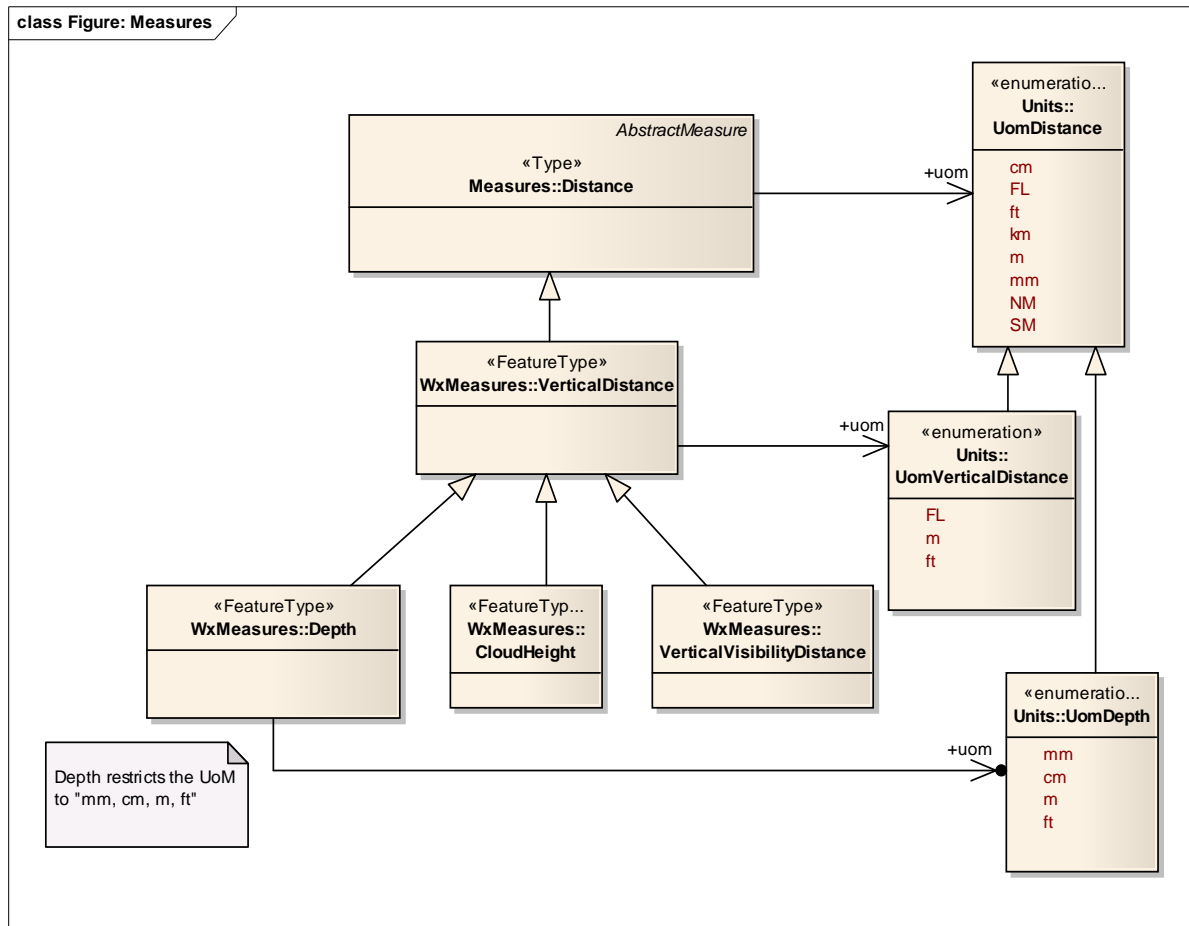 class Figure: Measures
AbstractMeasure
«Type»
Measures::Distance
+uom
«enumeratio...
Units::
UomDistance
cm
FL
ft
km
m
mm
NM
SM
«FeatureType»
WxMeasures::VerticalDistance
+uom
«enumeration»
Units::
UomVerticalDistance
FL
m
ft
«FeatureType»
WxMeasures::Depth
«FeatureTyp...
WxMeasures::
CloudHeight
«FeatureType»
WxMeasures::
VerticalVisibilityDistance
«enumeratio...
Units::UomDepth
mm
cm
m
ft
+uom
Depth restricts the UoM
to "mm, cm, m, ft"